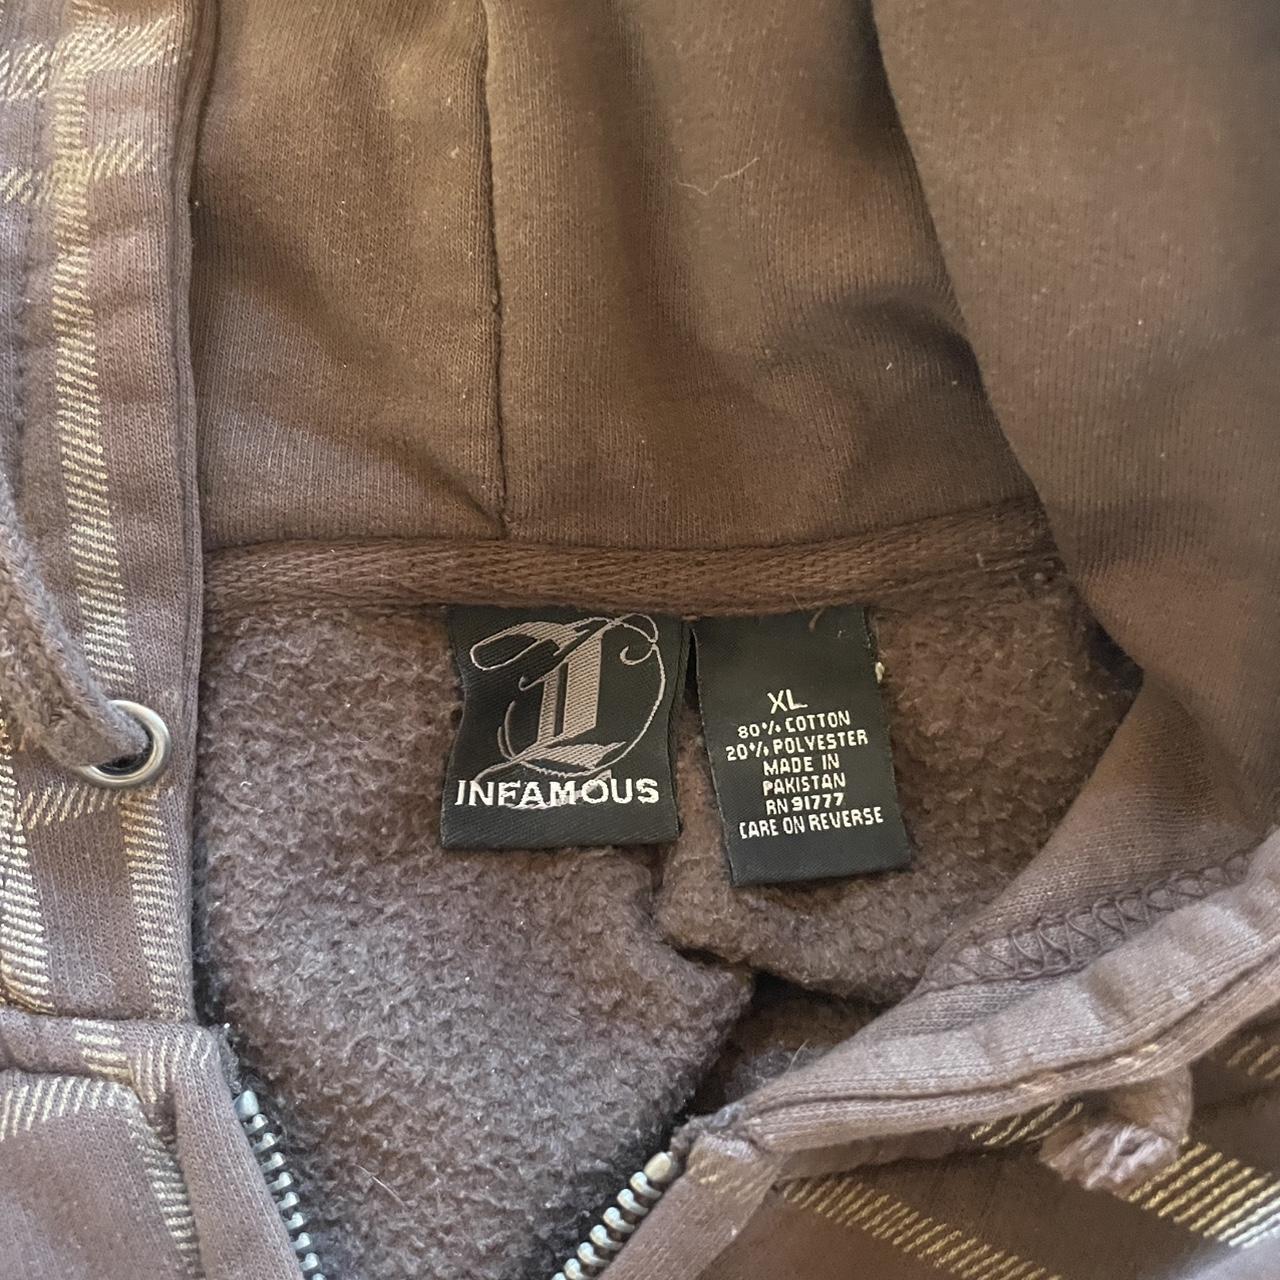 I
INFAMOUS
XL
80% COTTON
20% POLYESTER
MADE IN
PAKISTAN
RN 91777
CARE ON REVERSE